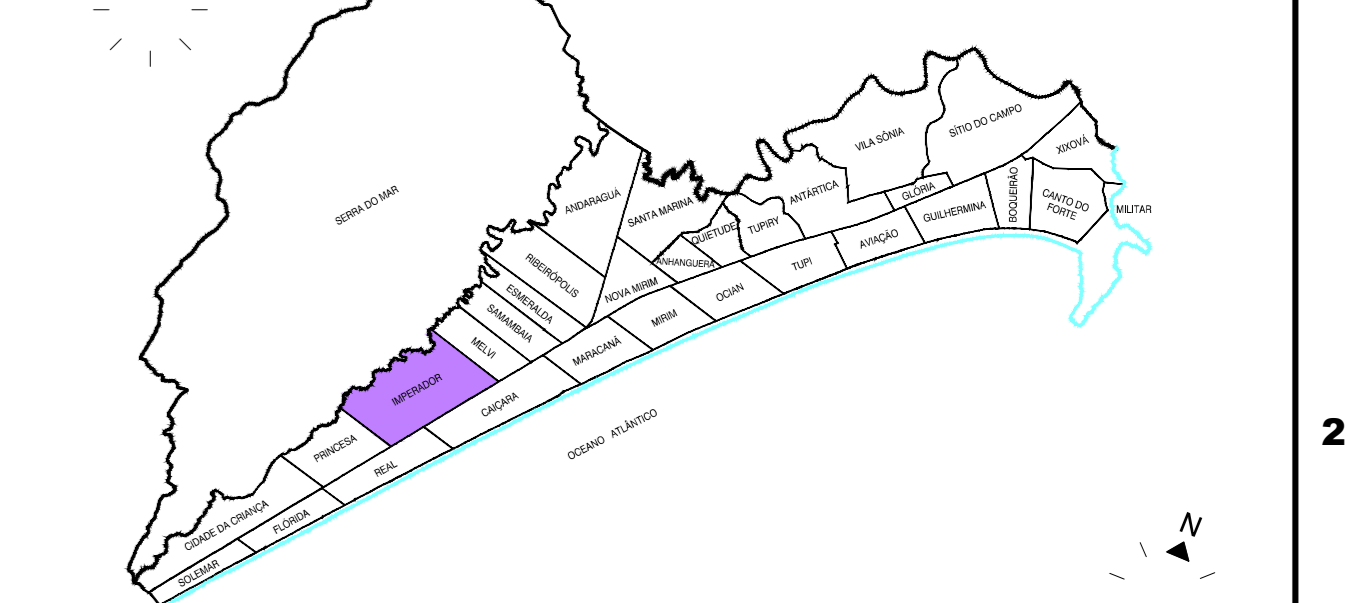 SÍTIO DO CAMPO
VILA SÔNIA
XIXOVÁ
SERRA DO MAR
ANDARAGUÁ
SANTA MARINA
ANTÁRTICA
GLÓRIA
BOQUEIRÃO
CANTO DO
FORTE
MILITAR
GUILHERMINA
QUIETUDE
TUPIRY
AVIAÇÃO
ANHANGUERA
TUPI
RIBEIRÓPOLIS
NOVA MIRIM
OCIAN
ESMERALDA
SAMAMBAIA
MIRIM
MELVI
MARACANÃ
IMPERADOR
CAIÇARA
OCEANO ATLÂNTICO
2
PRINCESA
REAL
CIDADE DA CRIANÇA
FLÓRIDA
N
SOLEMAR